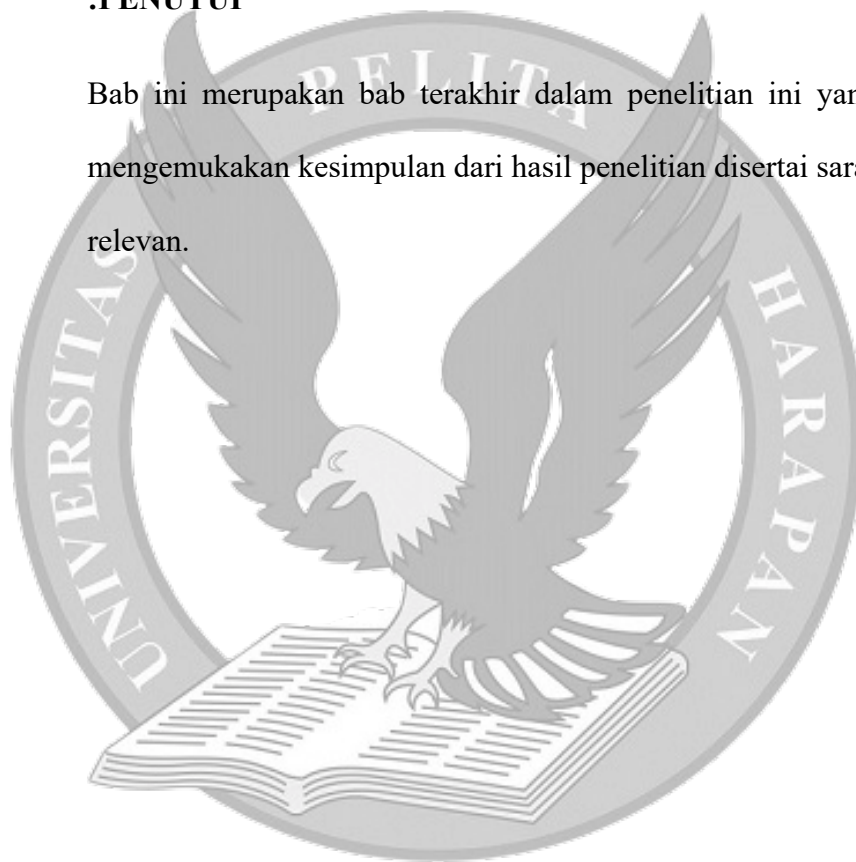 :PENUTUP
Bab ini merupakan bab terakhir dalam penelitian ini yan
mengemukakan kesimpulan dari hasil penelitian disertai sara
relevan.
UNIVERSITAS PELITA HARAPAN